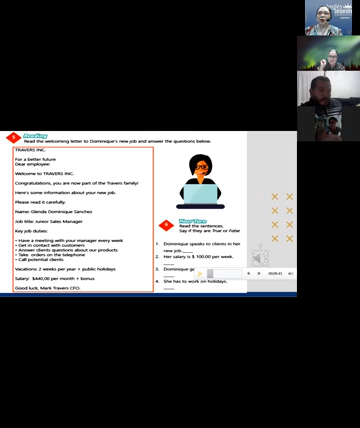 5 Reading
Read the welcoming letter to Dominique's new job and answer the questions below.
TRAVERS INC.
For a better future
Dear employee:
Welcome to TRAVERS INC.
Congratulations, you are now part of the Travers family!
Here's some information about your new job,
Please read it carefully.
Name: Glenda Dominique Sánchez
Job title: Junior Sales Manager
Key job duties:
• Have a meeting with your manager every week
• Get in contact with customers
• Answer clients questions about our products
• Take orders on the telephone
• Call potential clients
Vacations: 2 weeks per year + public holidays
Salary: $440,00 per month + bonus
Good luck, Mark Travers CFO.
6 Your Turn
Read the sentences.
Say if they are True or False
1. Dominique speaks to clients in her
new job.____
2. Her salary is $ 100.00 per week.
____
3. Dominique
____
4. She has to work on holidays.
____